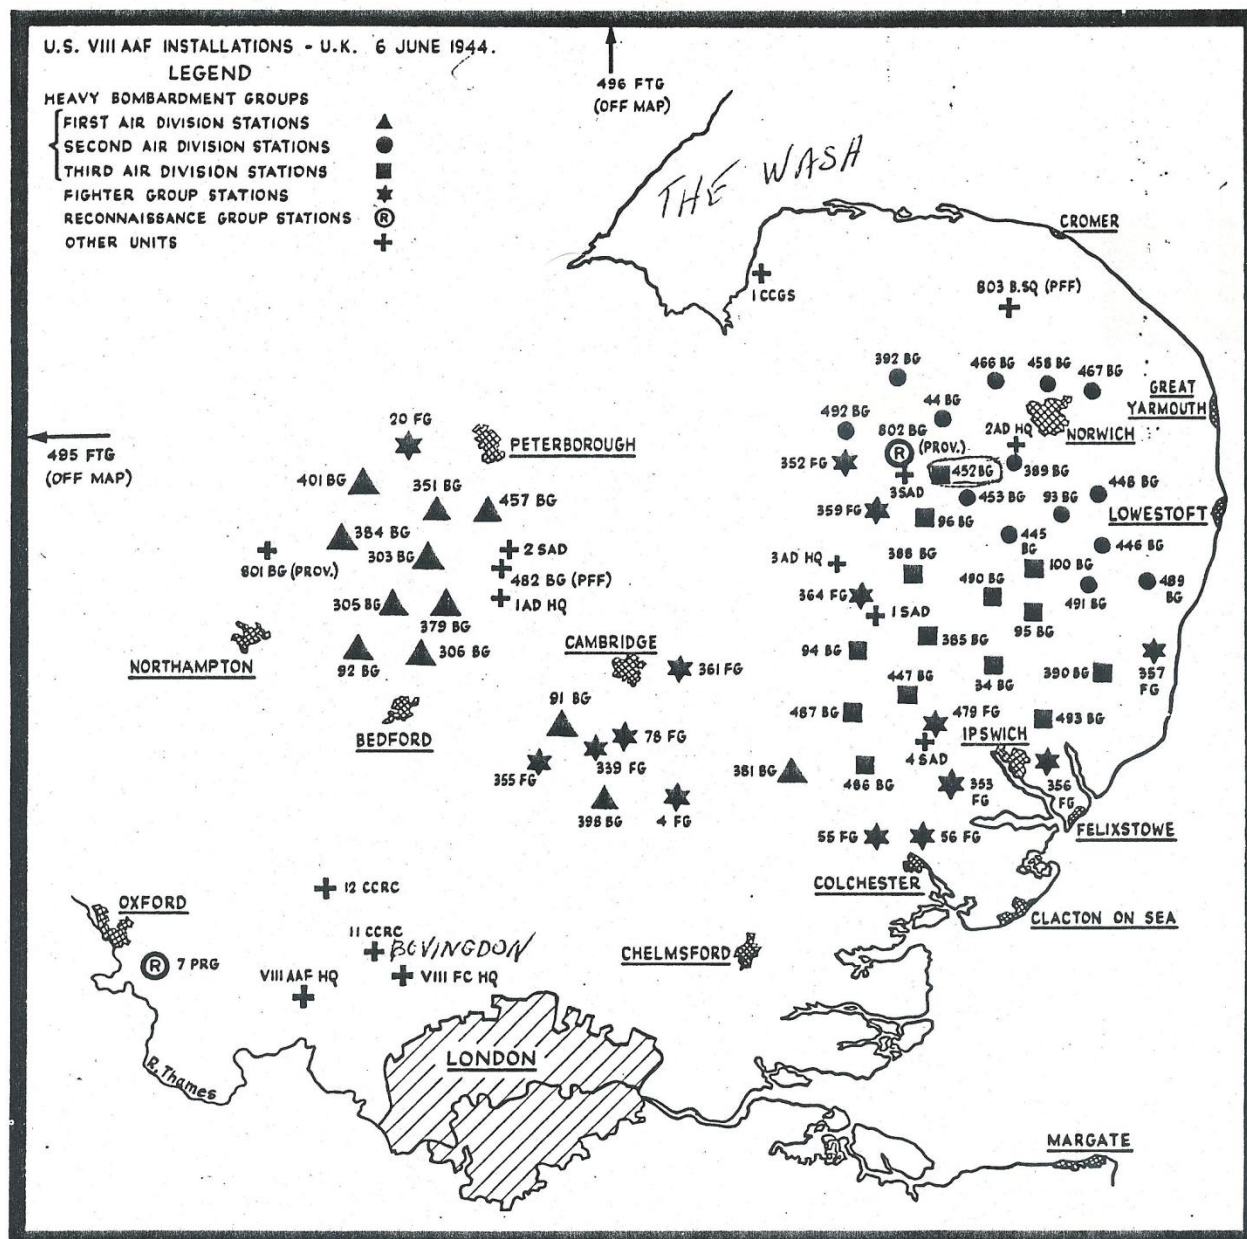 U.S. VIII AAF INSTALLATIONS - U.K. 6 JUNE 1944.
LEGEND
HEAVY BOMBARDMENT GROUPS
FIRST AIR DIVISION STATIONS
SECOND AIR DIVISION STATIONS
THIRD AIR DIVISION STATIONS
FIGHTER GROUP STATIONS
RECONNAISSANCE GROUP STATIONS R
OTHER UNITS
496 FTG
(OFF MAP)
THE WASH
CROMER
1 CCGS
803 B.SQ (PFF)
392 BG
466 BG
458 BG
467 BG
GREAT
YARMOUTH
492 BG
44 BG
NORWICH
20 FG
PETERBOROUGH
802 BG
(PROV.)
R
2AD HQ
495 FTG
(OFF MAP)
352 FG
452 BG
389 BG
401 BG
351 BG
457 BG
3SAD
453 BG
93 BG
448 BG
359 FG
96 BG
LOWESTOFT
384 BG
303 BG
2 SAD
445
BG
446 BG
801 BG (PROV.)
482 BG (PFF)
3 AD HQ
388 BG
100 BG
1AD HQ
364 FG
490 BG
491 BG
489
BG
305 BG
379 BG
1 SAD
95 BG
NORTHAMPTON
92 BG
306 BG
CAMBRIDGE
361 FG
94 BG
385 BG
34 BG
390 BG
357
FG
BEDFORD
91 BG
447 BG
487 BG
479 FG
493 BG
78 FG
IPSWICH
355 FG
339 FG
381 BG
4 SAD
486 BG
353
FG
356
FG
398 BG
4 FG
55 FG
56 FG
FELIXSTOWE
12 CCRC
COLCHESTER
OXFORD
CLACTON ON SEA
11 CCRC
BOVINGDON
CHELMSFORD
R 7 PRG
VIII AAF HQ
VIII FC HQ
LONDON
R. Thames
MARGATE